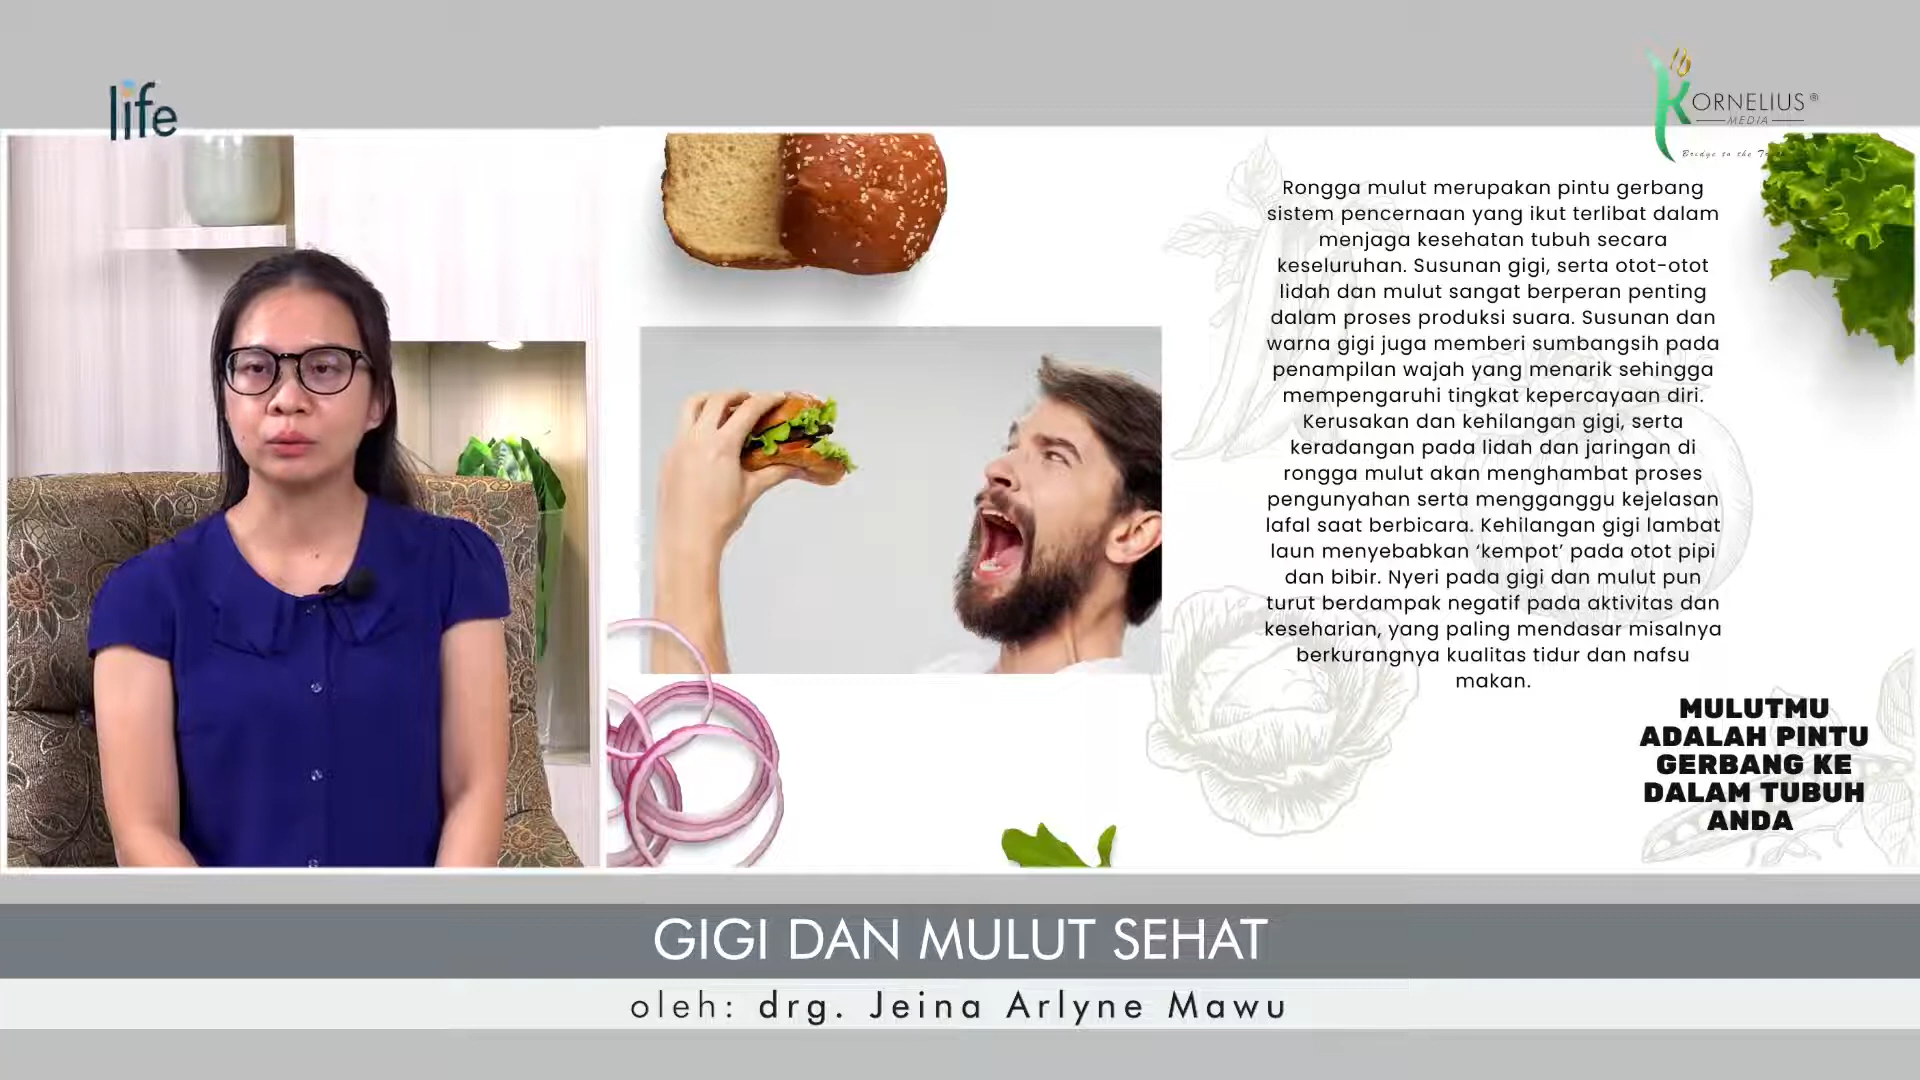 life
KORNELIUS ®
MEDIA
Bridge to the
Rongga mulut merupakan pintu gerbang
sistem pencernaan yang ikut terlibat dalam
menjaga kesehatan tubuh secara
keseluruhan. Susunan gigi, serta otot-otot
lidah dan mulut sangat berperan penting
dalam proses produksi suara. Susunan dan
warna gigi juga memberi sumbangsih pada
penampilan wajah yang menarik sehingga
mempengaruhi tingkat kepercayaan diri.
Kerusakan dan kehilangan gigi, serta
keradangan pada lidah dan jaringan di
rongga mulut akan menghambat proses
pengunyahan serta mengganggu kejelasan
lafal saat berbicara. Kehilangan gigi lambat
laun menyebabkan ‘kempot’ pada otot pipi
dan bibir. Nyeri pada gigi dan mulut pun
turut berdampak negatif pada aktivitas dan
keseharian, yang paling mendasar misalnya
berkurangnya kualitas tidur dan nafsu
makan.
MULUTMU
ADALAH PINTU
GERBANG KE
DALAM TUBUH
ANDA
GIGI DAN MULUT SEHAT
oleh: drg. Jeina Arlyne Mawu